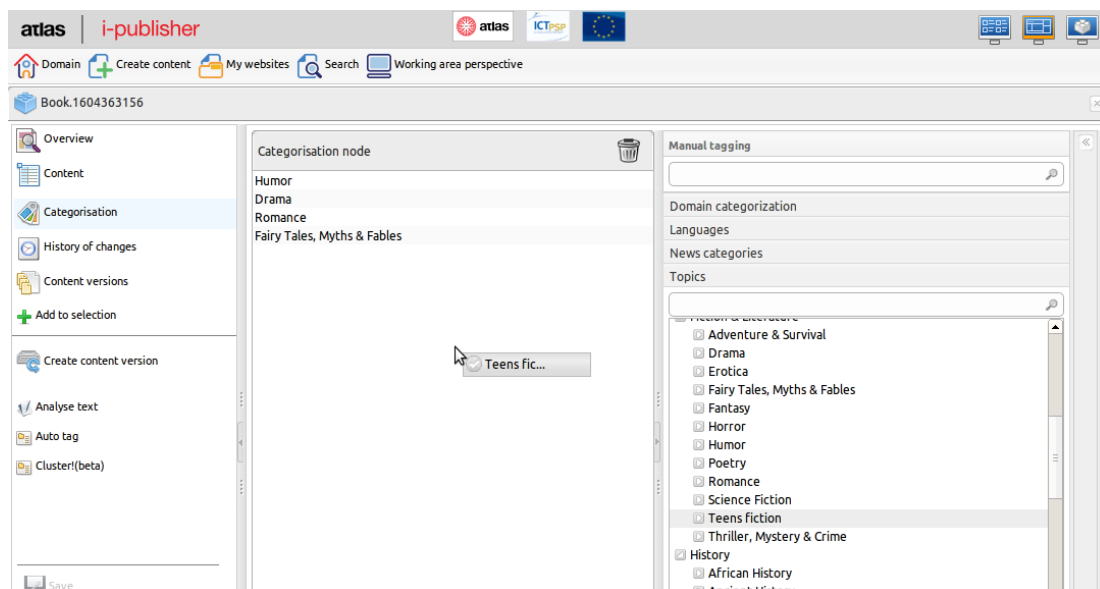 atlas i-publisher
atlas
ICTPSP
Domain Create content My websites Search Working area perspective
Book.1604363156
Overview
Content
Categorisation
History of changes
Content versions
Add to selection
Create content version
Analyse text
Auto tag
Cluster!(beta)
Save
Categorisation node
Humor
Drama
Romance
Fairy Tales, Myths & Fables
Teens fic...
Manual tagging
Domain categorization
Languages
News categories
Topics
Fiction & Literature
Adventure & Survival
Drama
Erotica
Fairy Tales, Myths & Fables
Fantasy
Horror
Humor
Poetry
Romance
Science Fiction
Teens fiction
Thriller, Mystery & Crime
History
African History
Ancient History